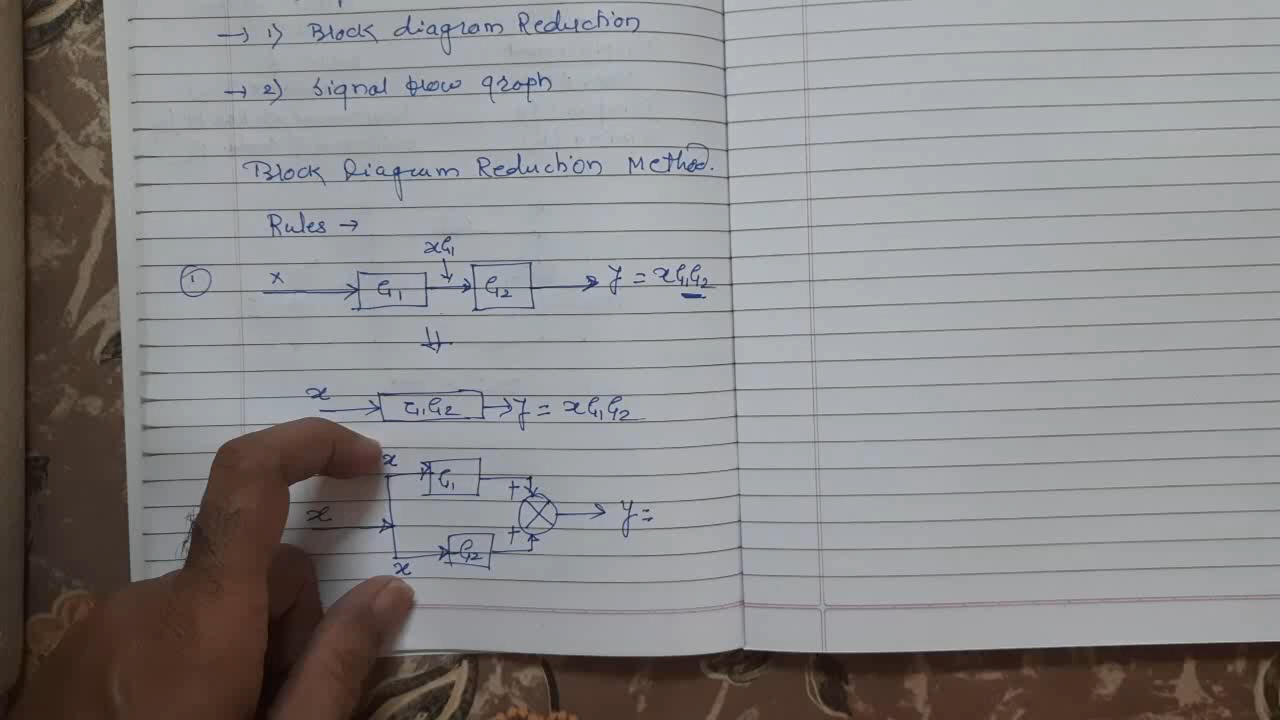 → 1) Block diagram Reduction
→ 2) Signal flow graph
Block Diagram Reduction Method.
Rules →
xG₁
① x G₁ G₂ y = xG₁G₂
x G₁G₂ y = xG₁G₂
x G₁ +
x y =
x G₂ +